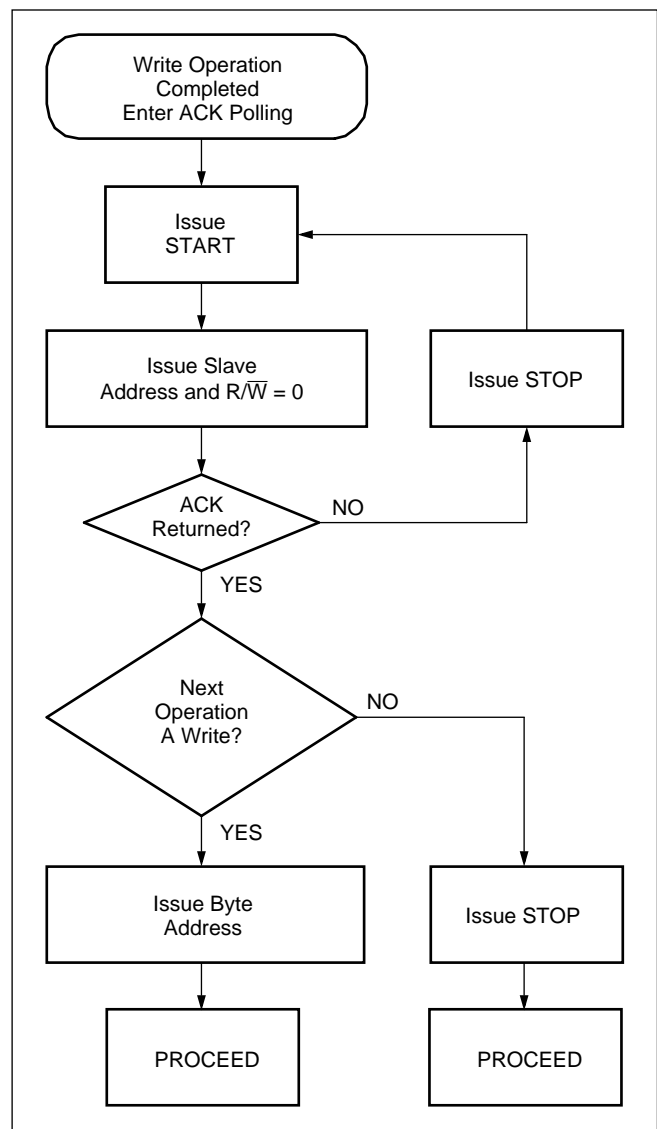 Write Operation
Completed
Enter ACK Polling
Issue
START
Issue Slave
Address and R/W̅ = 0
Issue STOP
ACK
Returned?
NO
YES
Next
Operation
A Write?
NO
YES
Issue Byte
Address
Issue STOP
PROCEED
PROCEED